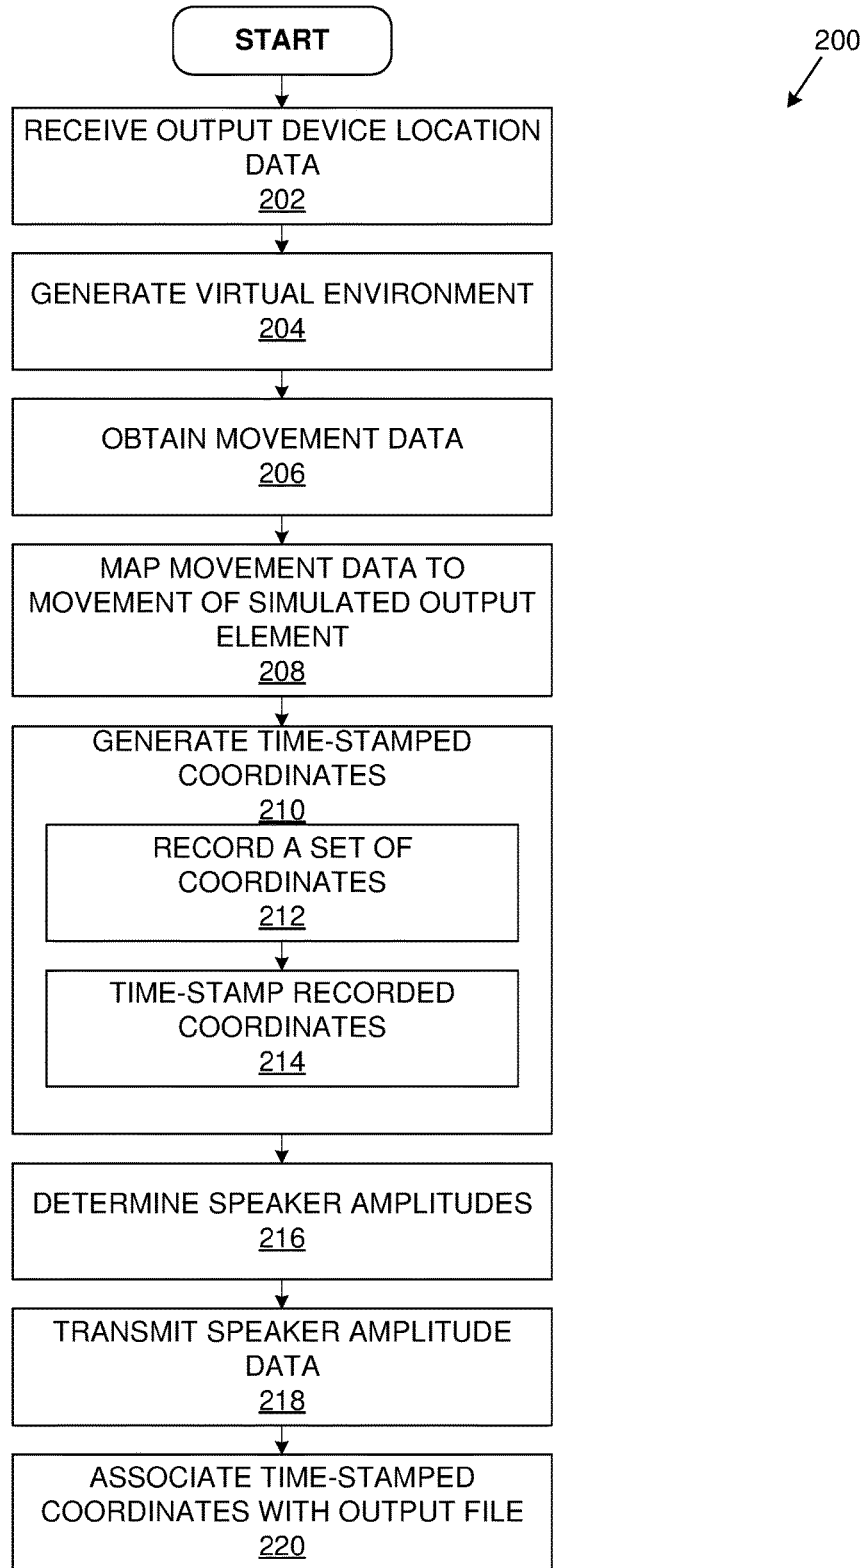 START
200
RECEIVE OUTPUT DEVICE LOCATION
DATA
202
GENERATE VIRTUAL ENVIRONMENT
204
OBTAIN MOVEMENT DATA
206
MAP MOVEMENT DATA TO
MOVEMENT OF SIMULATED OUTPUT
ELEMENT
208
GENERATE TIME-STAMPED
COORDINATES
210
RECORD A SET OF
COORDINATES
212
TIME-STAMP RECORDED
COORDINATES
214
DETERMINE SPEAKER AMPLITUDES
216
TRANSMIT SPEAKER AMPLITUDE
DATA
218
ASSOCIATE TIME-STAMPED
COORDINATES WITH OUTPUT FILE
220